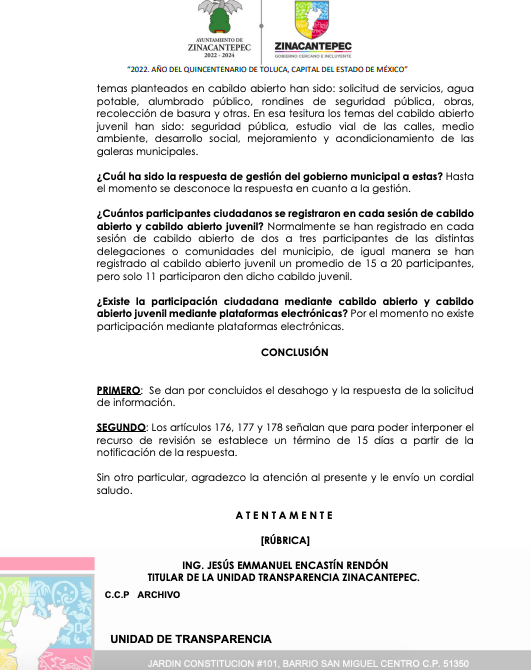 AYUNTAMIENTO DE
ZINACANTEPEC
2022 - 2024
ZINACANTEPEC
GOBIERNO CERCANO E INCLUYENTE
"2022. AÑO DEL QUINCENTENARIO DE TOLUCA, CAPITAL DEL ESTADO DE MÉXICO"
temas planteados en cabildo abierto han sido: solicitud de servicios, agua
potable, alumbrado público, rondines de seguridad pública, obras,
recolección de basura y otras. En esa tesitura los temas del cabildo abierto
juvenil han sido: seguridad pública, estudio vial de las calles, medio
ambiente, desarrollo social, mejoramiento y acondicionamiento de las
galeras municipales.
¿Cuál ha sido la respuesta de gestión del gobierno municipal a estas? Hasta
el momento se desconoce la respuesta en cuanto a la gestión.
¿Cuántos participantes ciudadanos se registraron en cada sesión de cabildo
abierto y cabildo abierto juvenil? Normalmente se han registrado en cada
sesión de cabildo abierto de dos a tres participantes de las distintas
delegaciones o comunidades del municipio, de igual manera se han
registrado al cabildo abierto juvenil un promedio de 15 a 20 participantes,
pero solo 11 participaron den dicho cabildo juvenil.
¿Existe la participación ciudadana mediante cabildo abierto y cabildo
abierto juvenil mediante plataformas electrónicas? Por el momento no existe
participación mediante plataformas electrónicas.
CONCLUSIÓN
PRIMERO: Se dan por concluidos el desahogo y la respuesta de la solicitud
de información.
SEGUNDO: Los artículos 176, 177 y 178 señalan que para poder interponer el
recurso de revisión se establece un término de 15 días a partir de la
notificación de la respuesta.
Sin otro particular, agradezco la atención al presente y le envío un cordial
saludo.
A T E N T A M E N T E
[RÚBRICA]
ING. JESÚS EMMANUEL ENCASTÍN RENDÓN
TITULAR DE LA UNIDAD TRANSPARENCIA ZINACANTEPEC.
C.C.P ARCHIVO
UNIDAD DE TRANSPARENCIA
JARDIN CONSTITUCION #101, BARRIO SAN MIGUEL CENTRO C.P. 51350